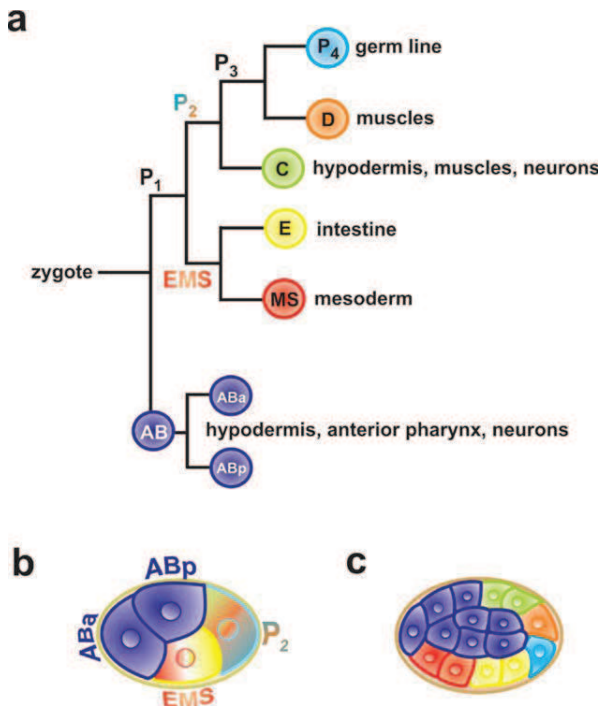 a
P4 germ line
P3
D muscles
P2
C hypodermis, muscles, neurons
P1
E intestine
zygote
EMS
MS mesoderm
ABa
AB hypodermis, anterior pharynx, neurons
ABp
b
ABp
c
ABa
P2
EMS